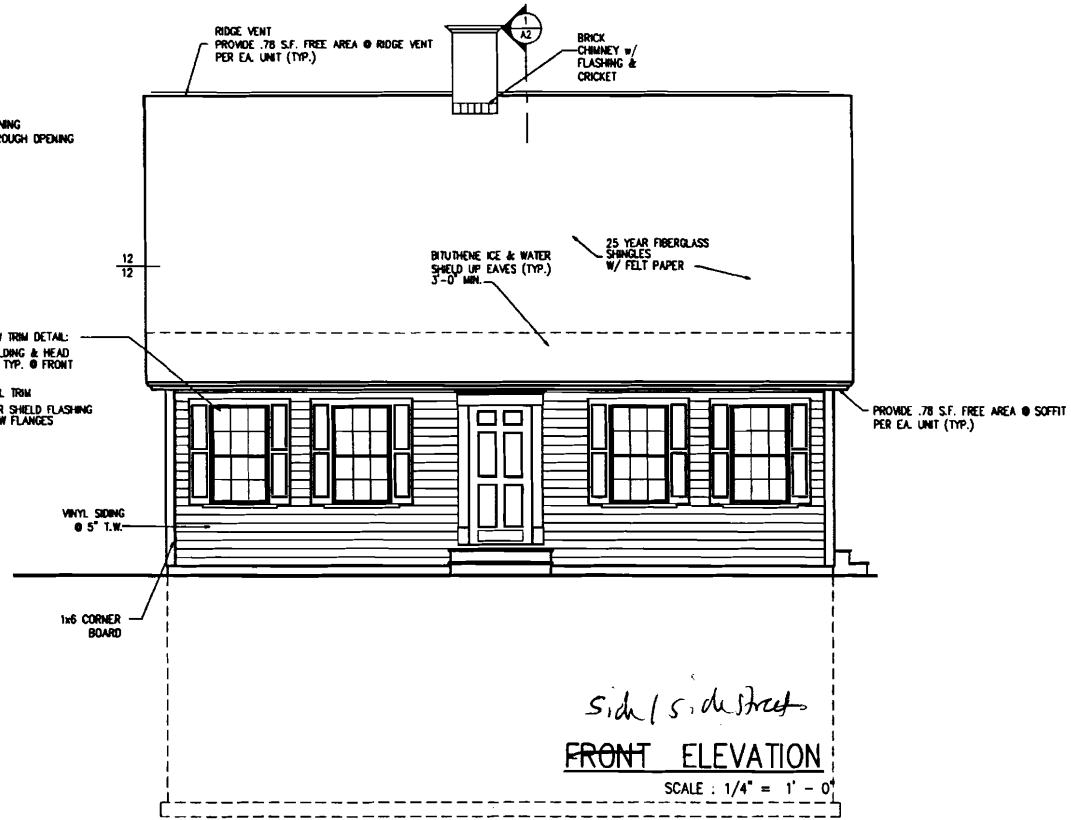 RIDGE VENT
PROVIDE .78 S.F. FREE AREA @ RIDGE VENT
PER EA. UNIT (TYP.)
1
A2
BRICK
CHIMNEY w/
FLASHING &
CRICKET
NING
ROUGH OPENING
12
12
BITUTHENE ICE & WATER
SHIELD UP EAVES (TYP.)
3'-0" MIN.
25 YEAR FIBERGLASS
SHINGLES
W/ FELT PAPER
TRIM DETAIL:
LDING & HEAD
TYP. @ FRONT
L TRIM
R SHIELD FLASHING
W FLANGES
PROVIDE .78 S.F. FREE AREA @ SOFFIT
PER EA. UNIT (TYP.)
VINYL SIDING
@ 5" T.W.
1x6 CORNER
BOARD
Side / side street
FRONT ELEVATION
SCALE : 1/4" = 1' - 0"